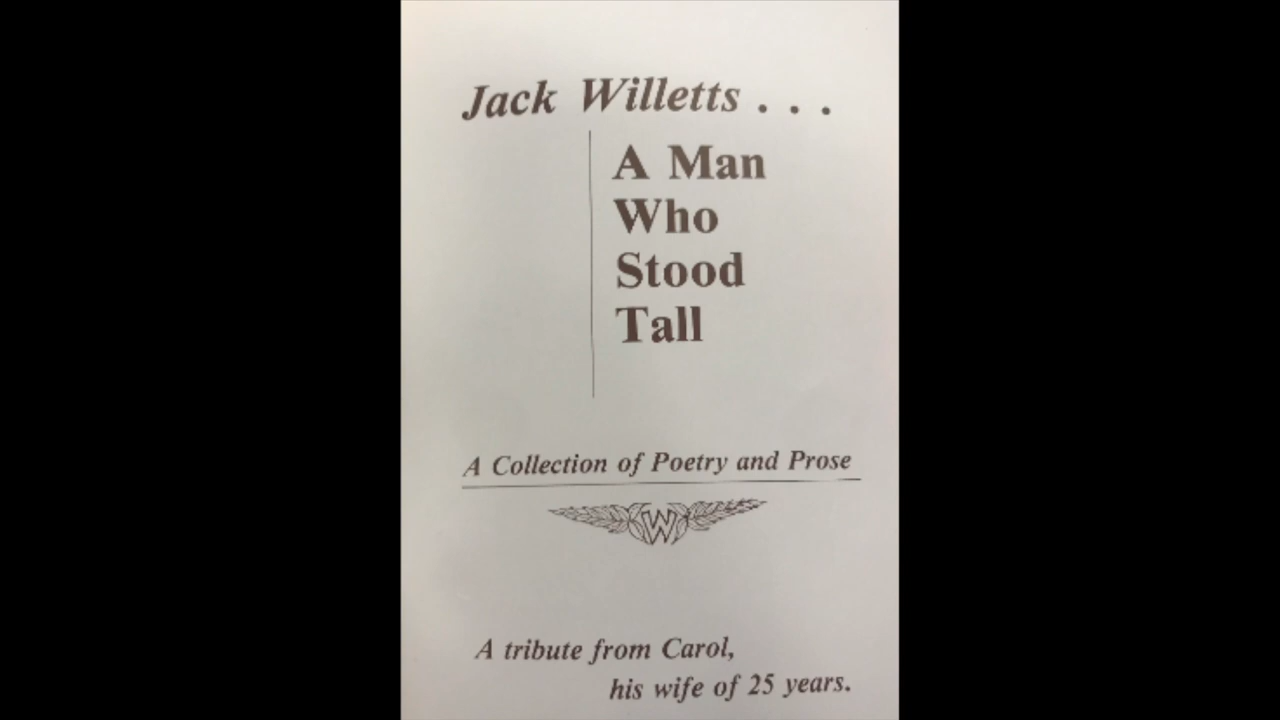 Jack Willetts . . .
A Man
Who
Stood
Tall
A Collection of Poetry and Prose
W
A tribute from Carol,
his wife of 25 years.